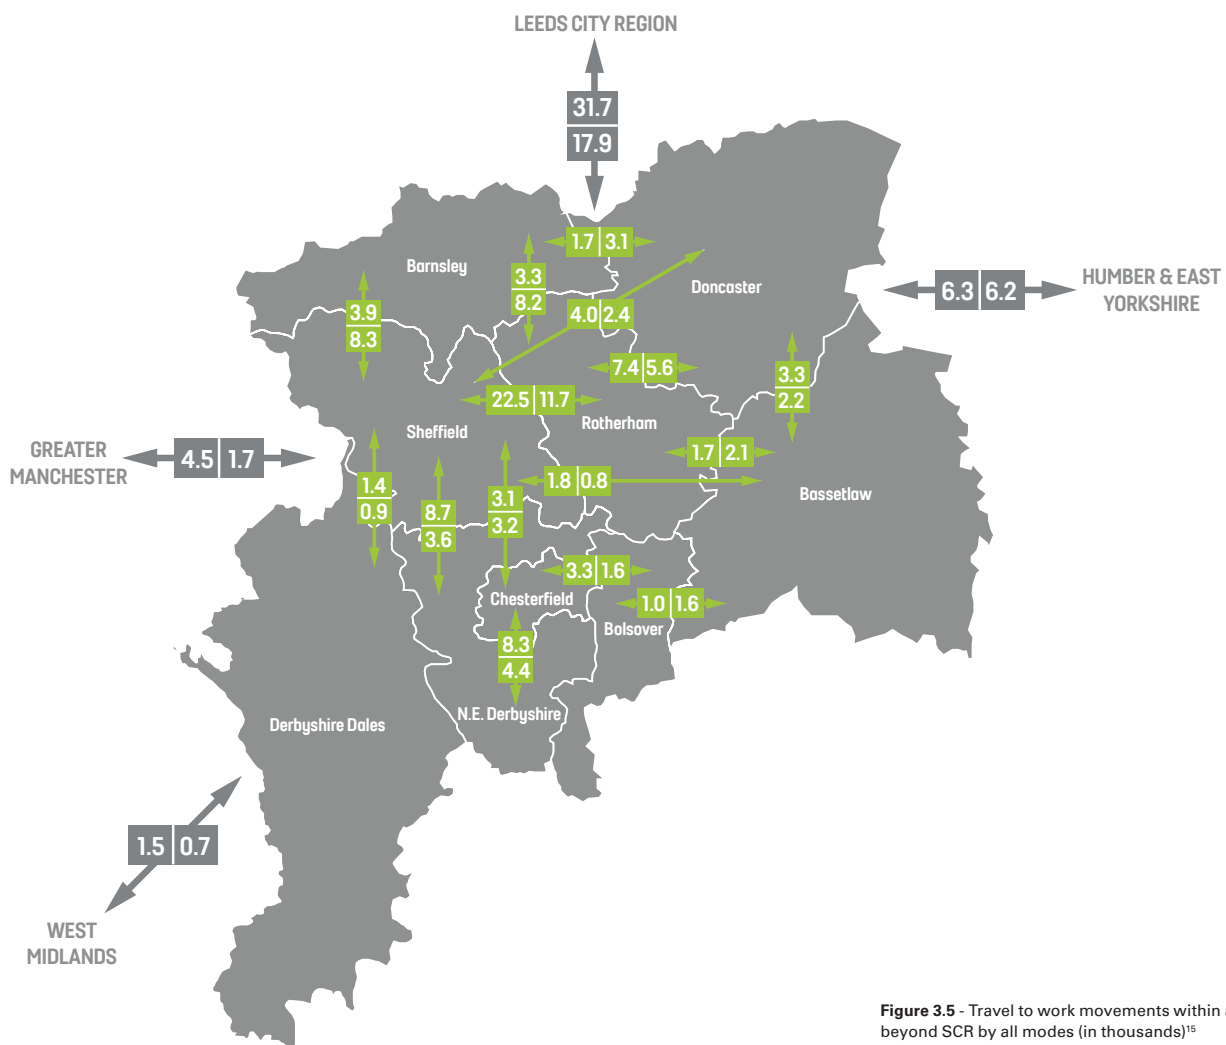 LEEDS CITY REGION
31.7
17.9
1.7 3.1
Barnsley
3.3
8.2
Doncaster
6.3 6.2
HUMBER & EAST
YORKSHIRE
3.9
8.3
4.0 2.4
7.4 5.6
3.3
2.2
22.5 11.7
Sheffield
Rotherham
GREATER
MANCHESTER
4.5 1.7
1.7 2.1
1.4
0.9
1.8 0.8
Bassetlaw
8.7
3.6
3.1
3.2
3.3 1.6
Chesterfield
1.0 1.6
Bolsover
8.3
4.4
N.E. Derbyshire
Derbyshire Dales
1.5 0.7
WEST
MIDLANDS
Figure 3.5 - Travel to work movements within
beyond SCR by all modes (in thousands)15